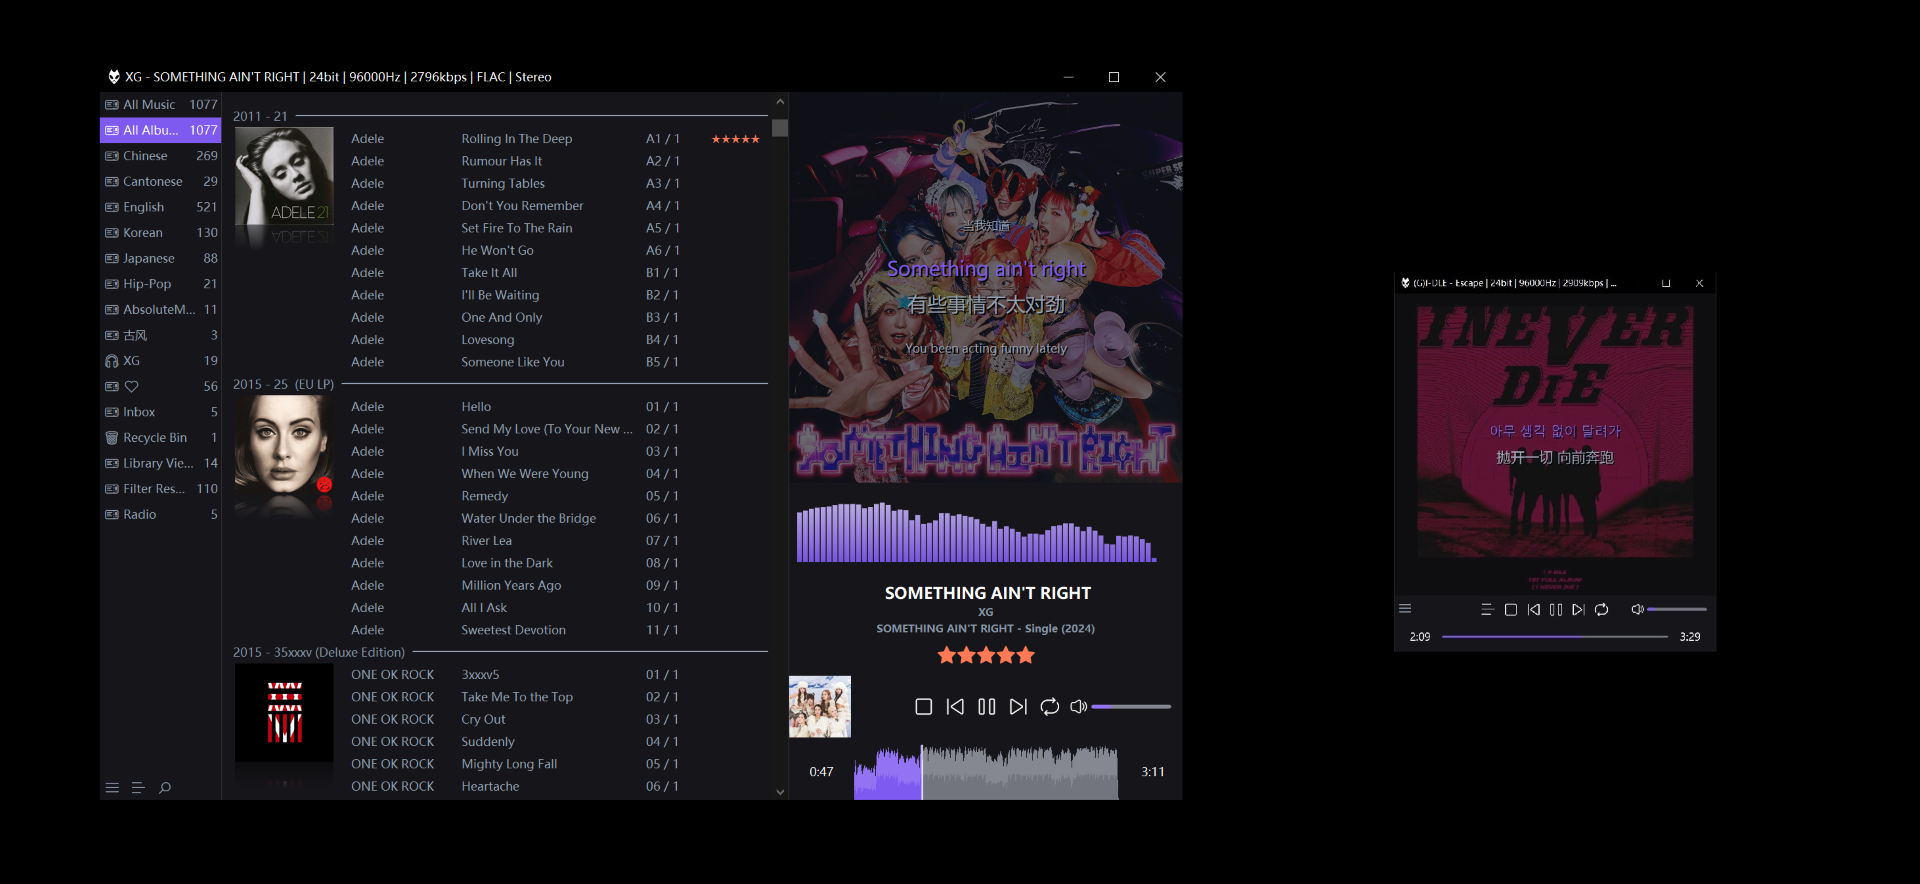 XG - SOMETHING AIN'T RIGHT | 24bit | 96000Hz | 2796kbps | FLAC | Stereo
All Music 1077
All Albu... 1077
Chinese 269
Cantonese 29
English 521
Korean 130
Japanese 88
Hip-Pop 21
AbsoluteM... 11
古风 3
XG 19
56
Inbox 5
Recycle Bin 1
Library Vie... 14
Filter Res... 110
Radio 5
2011 - 21
ADELE 21
Adele Rolling In The Deep A1 / 1 ★★★★★
Adele Rumour Has It A2 / 1
Adele Turning Tables A3 / 1
Adele Don't You Remember A4 / 1
Adele Set Fire To The Rain A5 / 1
Adele He Won't Go A6 / 1
Adele Take It All B1 / 1
Adele I'll Be Waiting B2 / 1
Adele One And Only B3 / 1
Adele Lovesong B4 / 1
Adele Someone Like You B5 / 1
2015 - 25 (EU LP)
Adele Hello 01 / 1
Adele Send My Love (To Your New ... 02 / 1
Adele I Miss You 03 / 1
Adele When We Were Young 04 / 1
Adele Remedy 05 / 1
Adele Water Under the Bridge 06 / 1
Adele River Lea 07 / 1
Adele Love in the Dark 08 / 1
Adele Million Years Ago 09 / 1
Adele All I Ask 10 / 1
Adele Sweetest Devotion 11 / 1
2015 - 35xxxv (Deluxe Edition)
ONE OK ROCK 3xxxv5 01 / 1
ONE OK ROCK Take Me To the Top 02 / 1
ONE OK ROCK Cry Out 03 / 1
ONE OK ROCK Suddenly 04 / 1
ONE OK ROCK Mighty Long Fall 05 / 1
ONE OK ROCK Heartache 06 / 1
当我知道
Something ain't right
有些事情不太对劲
You been acting funny lately
SOMETHING AIN'T RIGHT
SOMETHING AIN'T RIGHT
XG
SOMETHING AIN'T RIGHT - Single (2024)
★★★★★
0:47
3:11
(G)I-DLE - Escape | 24bit | 96000Hz | 2909kbps | ...
I NEVER
DIE
아무 생각 없이 달려가
抛开一切 向前奔跑
1ST FULL ALBUM
2:09
3:29